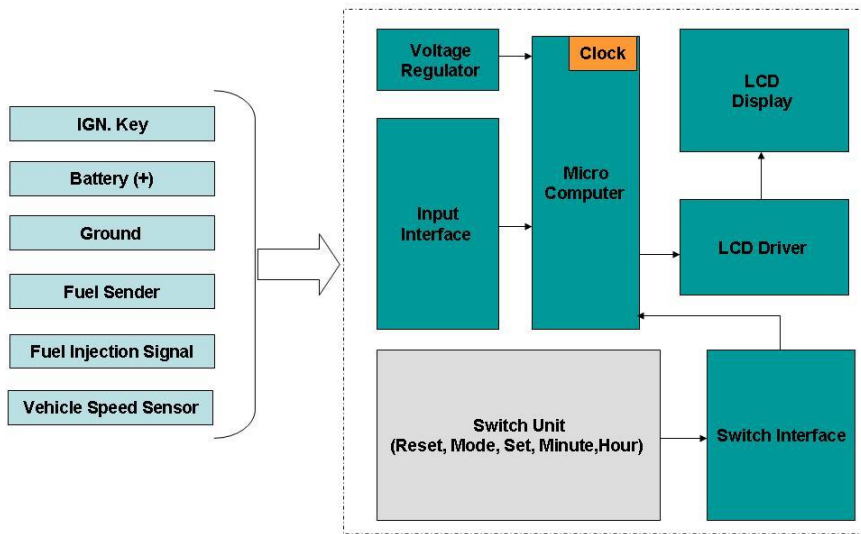 IGN. Key
Battery (+)
Ground
Fuel Sender
Fuel Injection Signal
Vehicle Speed Sensor
Voltage
Regulator
Clock
LCD
Display
Input
Interface
Micro
Computer
LCD Driver
Switch Unit
(Reset, Mode, Set, Minute,Hour)
Switch Interface